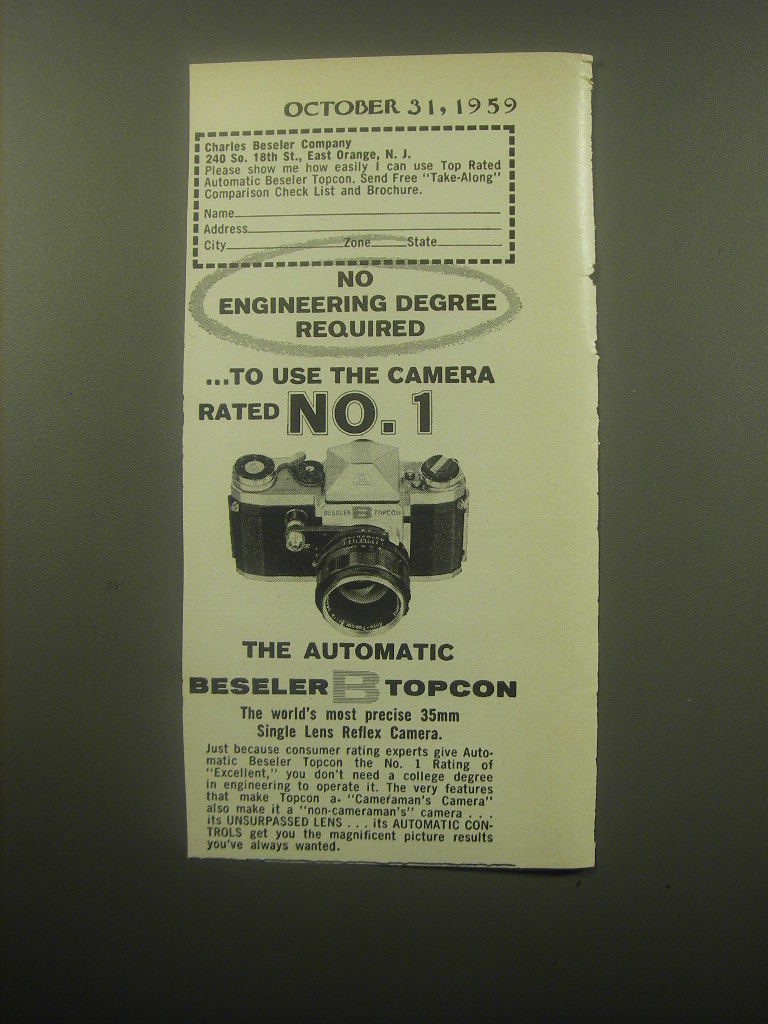 OCTOBER 31, 1959
Charles Beseler Company
240 So. 18th St., East Orange, N. J.
Please show me how easily I can use Top Rated
Automatic Beseler Topcon. Send Free "Take-Along"
Comparison Check List and Brochure.
Name
Address
City Zone State
NO
ENGINEERING DEGREE
REQUIRED
...TO USE THE CAMERA
RATED NO. 1
BESELER B TOPCON
THE AUTOMATIC
BESELER B TOPCON
The world's most precise 35mm
Single Lens Reflex Camera.
Just because consumer rating experts give Auto-
matic Beseler Topcon the No. 1 Rating of
"Excellent," you don't need a college degree
in engineering to operate it. The very features
that make Topcon a. "Cameraman's Camera"
also make it a "non-cameraman's" camera . . .
its UNSURPASSED LENS . . . its AUTOMATIC CON-
TROLS get you the magnificent picture results
you've always wanted.